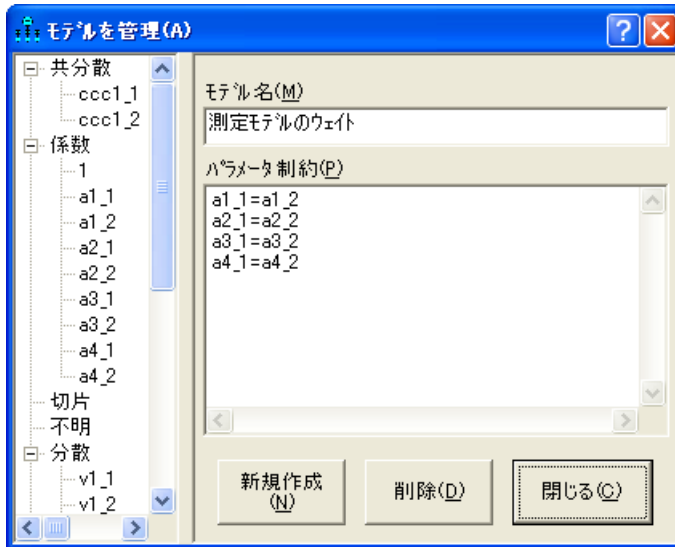 モデルを管理(A)
共分散
ccc1_1
ccc1_2
係数
1
a1_1
a1_2
a2_1
a2_2
a3_1
a3_2
a4_1
a4_2
切片
不明
分散
v1_1
v1_2
モデル名(M)
測定モデルのウェイト
パラメータ制約(P)
a1_1=a1_2
a2_1=a2_2
a3_1=a3_2
a4_1=a4_2
新規作成
(N)
削除(D)
閉じる(C)